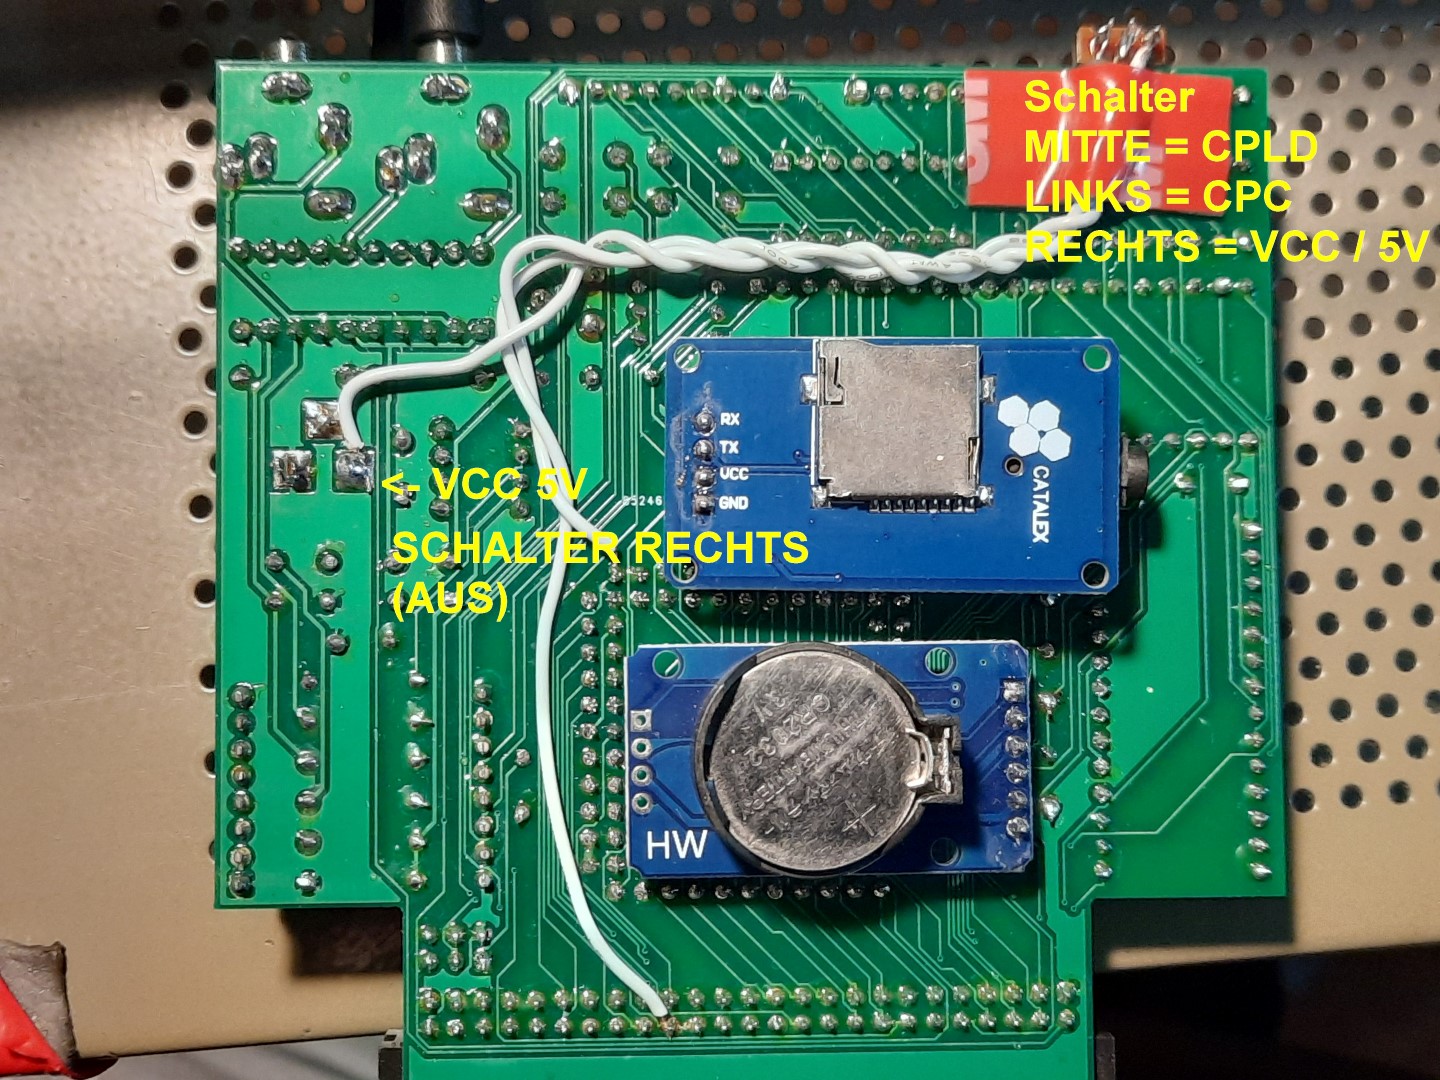 Schalter
MITTE = CPLD
LINKS = CPC
RECHTS = VCC / 5V
RX
TX
VCC
GND
CATALEX
<- VCC 5V
SCHALTER RECHTS
(AUS)
HW